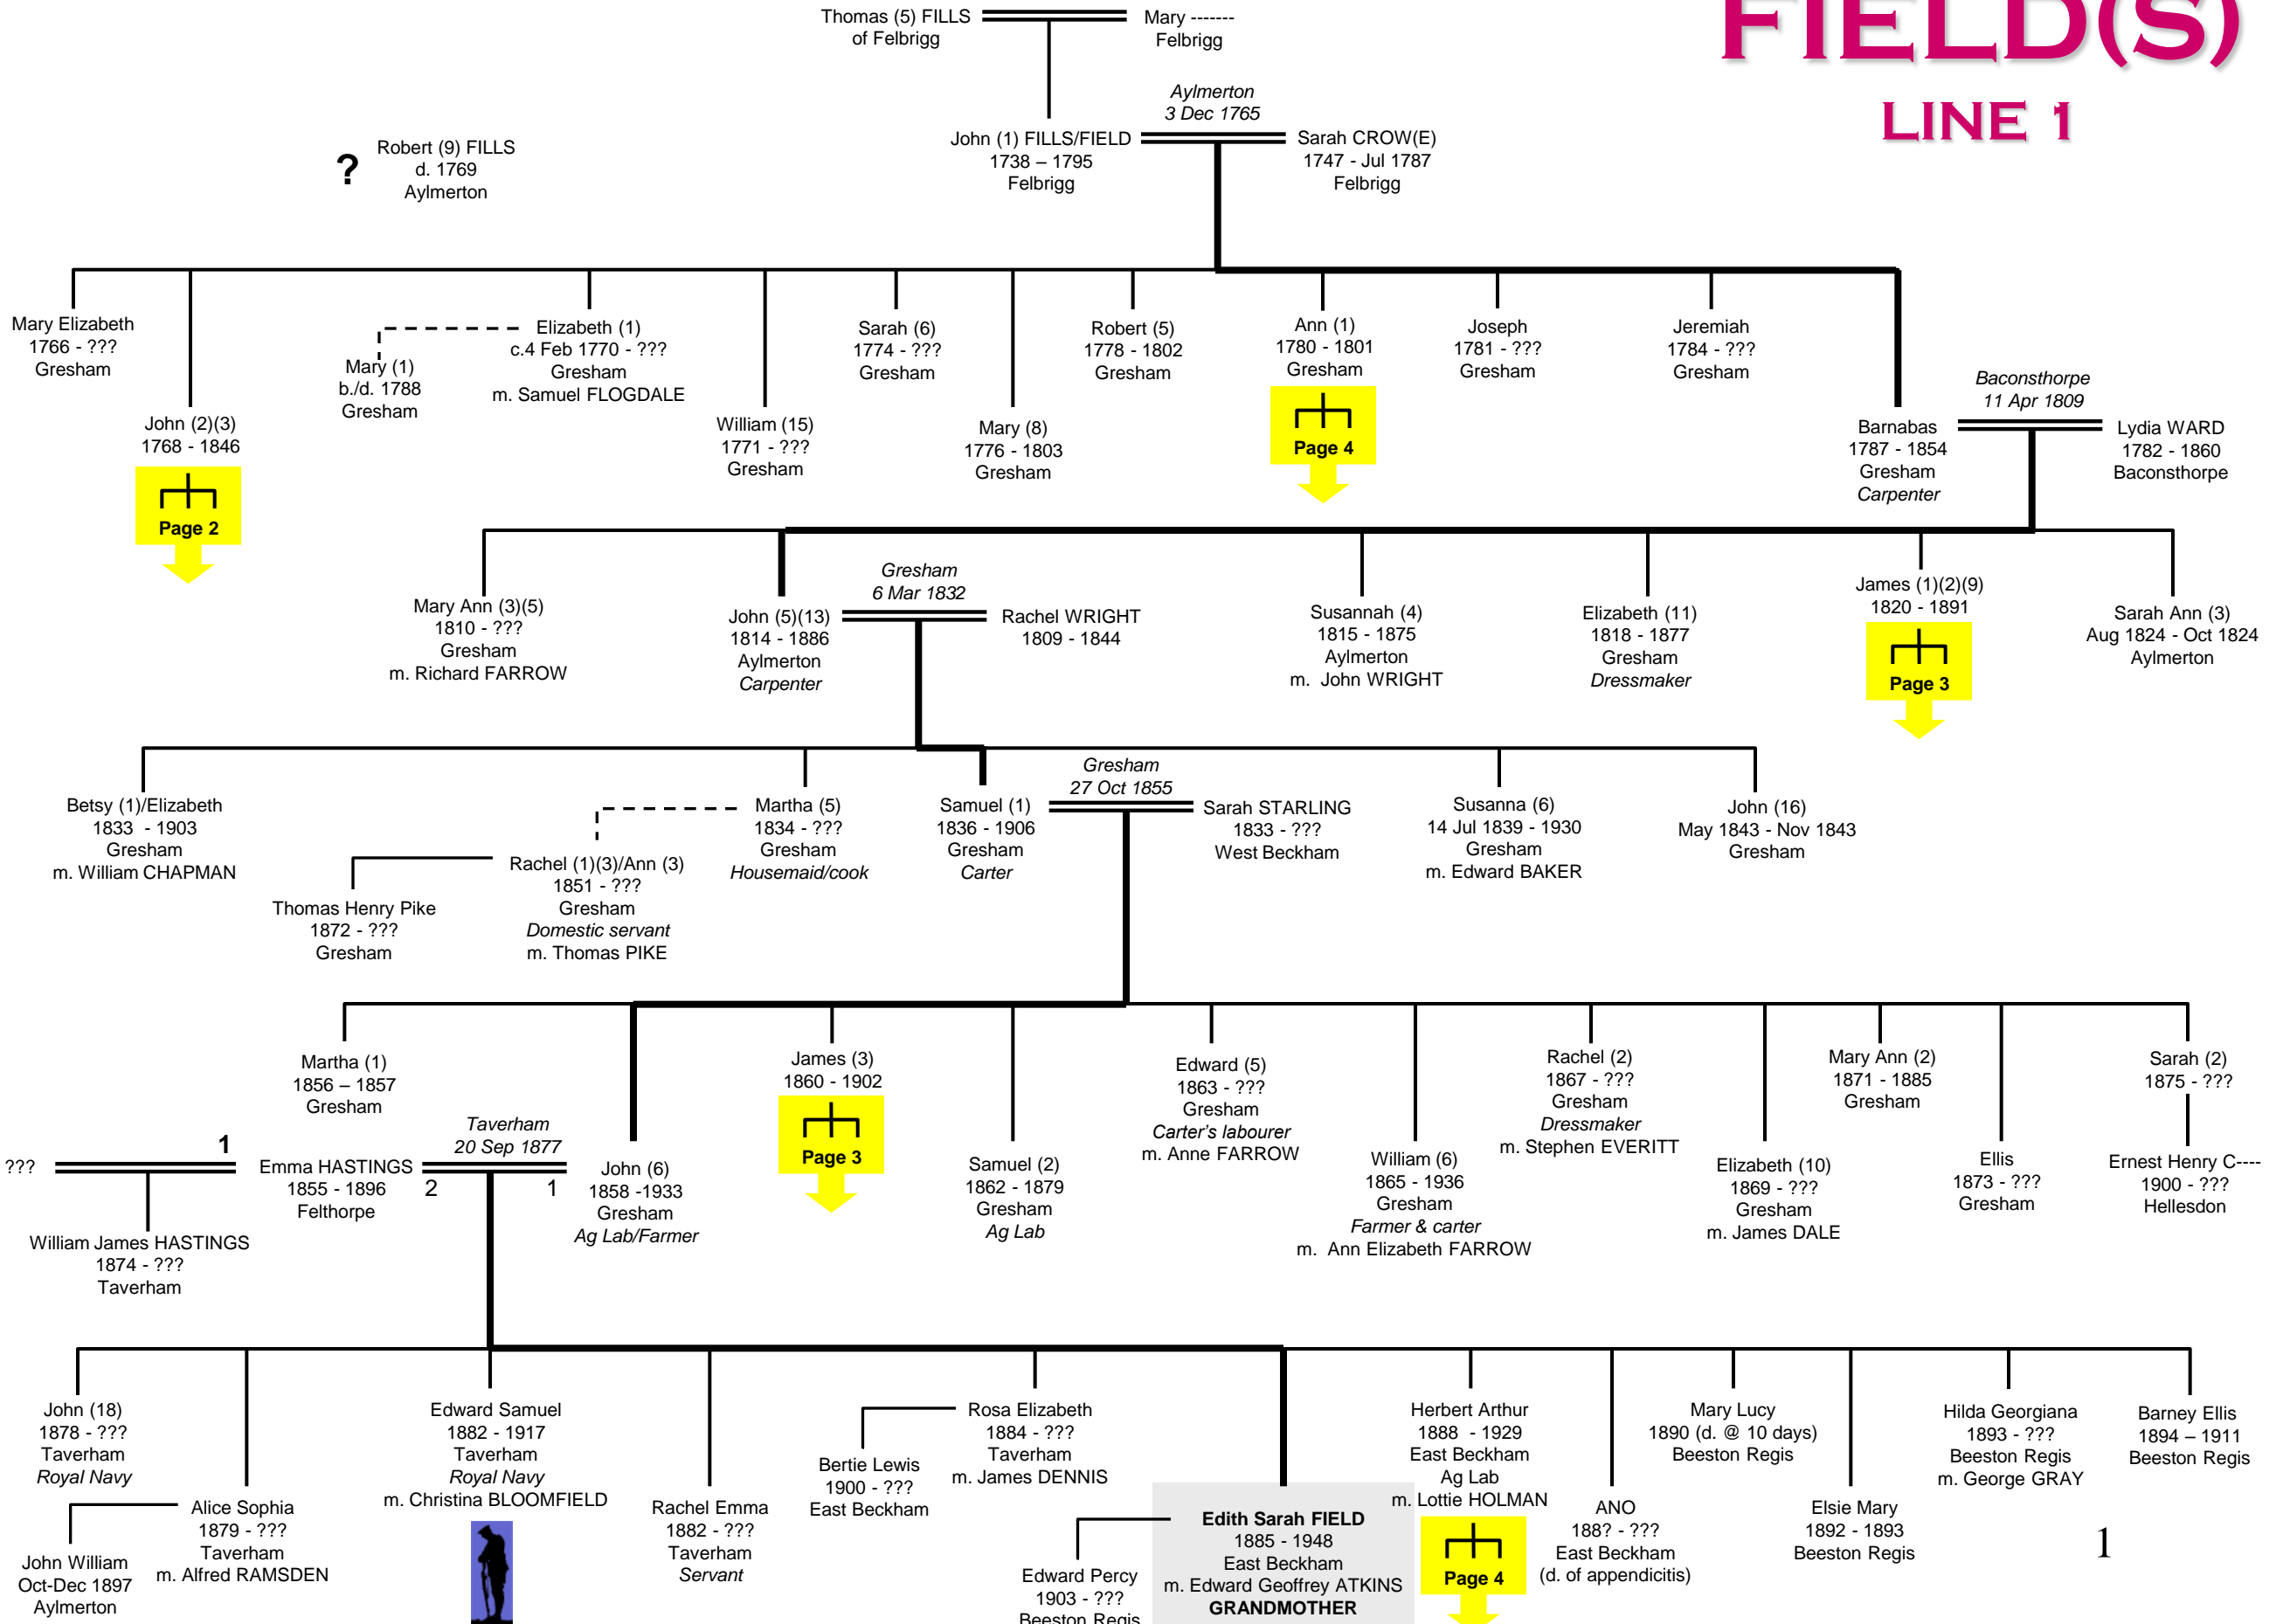 FIELD(S)
LINE 1
Thomas (5) FILLS
of Felbrigg
Mary -------
Felbrigg
Aylmerton
3 Dec 1765
John (1) FILLS/FIELD
1738 – 1795
Felbrigg
Sarah CROW(E)
1747 - Jul 1787
Felbrigg
?
Robert (9) FILLS
d. 1769
Aylmerton
Mary Elizabeth
1766 - ???
Gresham
John (2)(3)
1768 - 1846
Page 2
Mary (1)
b./d. 1788
Gresham
Elizabeth (1)
c.4 Feb 1770 - ???
Gresham
m. Samuel FLOGDALE
William (15)
1771 - ???
Gresham
Sarah (6)
1774 - ???
Gresham
Mary (8)
1776 - 1803
Gresham
Robert (5)
1778 - 1802
Gresham
Ann (1)
1780 - 1801
Gresham
Page 4
Joseph
1781 - ???
Gresham
Jeremiah
1784 - ???
Gresham
Barnabas
1787 - 1854
Gresham
Carpenter
Baconsthorpe
11 Apr 1809
Lydia WARD
1782 - 1860
Baconsthorpe
Mary Ann (3)(5)
1810 - ???
Gresham
m. Richard FARROW
John (5)(13)
1814 - 1886
Aylmerton
Carpenter
Gresham
6 Mar 1832
Rachel WRIGHT
1809 - 1844
Susannah (4)
1815 - 1875
Aylmerton
m. John WRIGHT
Elizabeth (11)
1818 - 1877
Gresham
Dressmaker
James (1)(2)(9)
1820 - 1891
Page 3
Sarah Ann (3)
Aug 1824 - Oct 1824
Aylmerton
Betsy (1)/Elizabeth
1833 - 1903
Gresham
m. William CHAPMAN
Thomas Henry Pike
1872 - ???
Gresham
Rachel (1)(3)/Ann (3)
1851 - ???
Gresham
Domestic servant
m. Thomas PIKE
Martha (5)
1834 - ???
Gresham
Housemaid/cook
Samuel (1)
1836 - 1906
Gresham
Carter
Gresham
27 Oct 1855
Sarah STARLING
1833 - ???
West Beckham
Susanna (6)
14 Jul 1839 - 1930
Gresham
m. Edward BAKER
John (16)
May 1843 - Nov 1843
Gresham
Martha (1)
1856 – 1857
Gresham
???
1
William James HASTINGS
1874 - ???
Taverham
Emma HASTINGS
1855 - 1896
Felthorpe
Taverham
20 Sep 1877
2
1
John (6)
1858 -1933
Gresham
Ag Lab/Farmer
James (3)
1860 - 1902
Page 3
Samuel (2)
1862 - 1879
Gresham
Ag Lab
Edward (5)
1863 - ???
Gresham
Carter's labourer
m. Anne FARROW
William (6)
1865 - 1936
Gresham
Farmer & carter
m. Ann Elizabeth FARROW
Rachel (2)
1867 - ???
Gresham
Dressmaker
m. Stephen EVERITT
Elizabeth (10)
1869 - ???
Gresham
m. James DALE
Mary Ann (2)
1871 - 1885
Gresham
Ellis
1873 - ???
Gresham
Sarah (2)
1875 - ???
Ernest Henry C----
1900 - ???
Hellesdon
John (18)
1878 - ???
Taverham
Royal Navy
John William
Oct-Dec 1897
Aylmerton
Alice Sophia
1879 - ???
Taverham
m. Alfred RAMSDEN
Edward Samuel
1882 - 1917
Taverham
Royal Navy
m. Christina BLOOMFIELD
Rachel Emma
1882 - ???
Taverham
Servant
Bertie Lewis
1900 - ???
East Beckham
Rosa Elizabeth
1884 - ???
Taverham
m. James DENNIS
Edward Percy
1903 - ???
Beeston Regis
Edith Sarah FIELD
1885 - 1948
East Beckham
m. Edward Geoffrey ATKINS
GRANDMOTHER
Herbert Arthur
1888 - 1929
East Beckham
Ag Lab
m. Lottie HOLMAN
Page 4
ANO
188? - ???
East Beckham
(d. of appendicitis)
Mary Lucy
1890 (d. @ 10 days)
Beeston Regis
Elsie Mary
1892 - 1893
Beeston Regis
Hilda Georgiana
1893 - ???
Beeston Regis
m. George GRAY
Barney Ellis
1894 – 1911
Beeston Regis
1